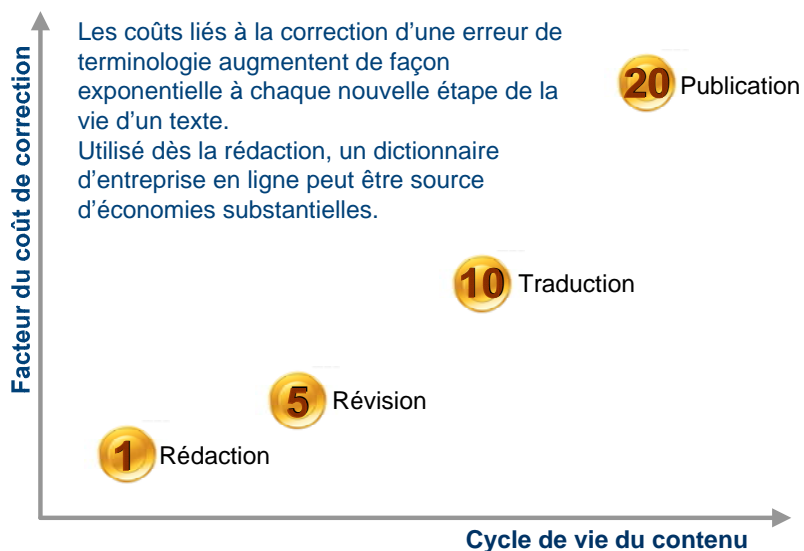 Les coûts liés à la correction d'une erreur de
terminologie augmentent de façon
exponentielle à chaque nouvelle étape de la
vie d'un texte.
Utilisé dès la rédaction, un dictionnaire
d'entreprise en ligne peut être source
d'économies substantielles.
20 Publication
Facteur du coût de correction
10 Traduction
5 Révision
1 Rédaction
Cycle de vie du contenu